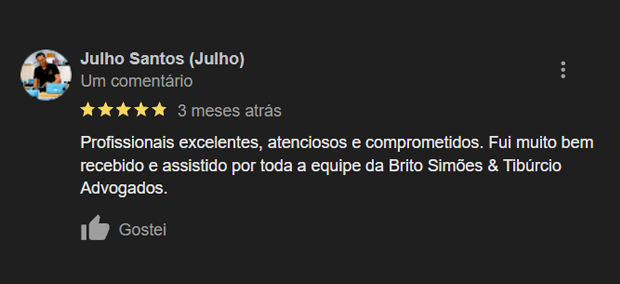 Julho Santos (Julho)
Um comentário
3 meses atrás
Profissionais excelentes, atenciosos e comprometidos. Fui muito bem
recebido e assistido por toda a equipe da Brito Simões & Tibúrcio
Advogados.
Gostei